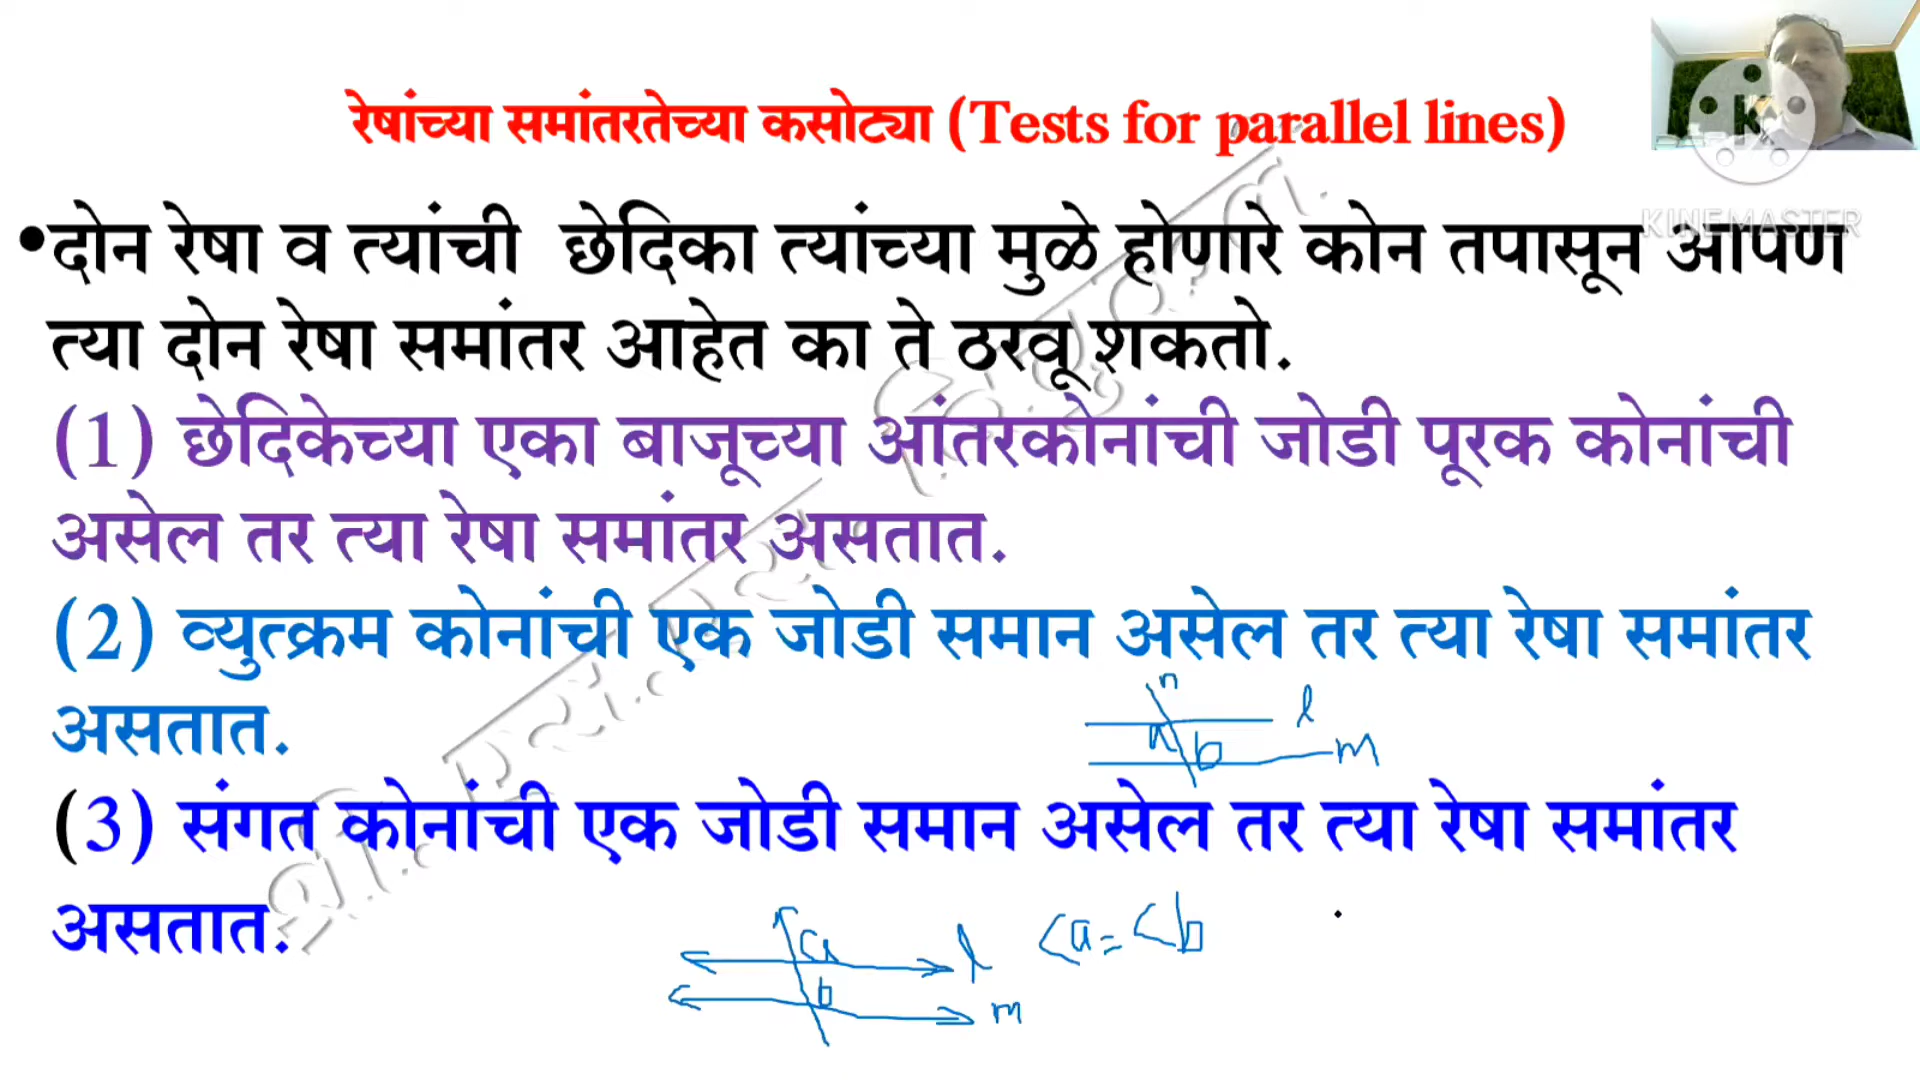 रेषांच्या समांतरतेच्या कसोट्या (Tests for parallel lines)
KINEMASTER
•दोन रेषा व त्यांची छेदिका त्यांच्या मुळे होणारे कोन तपासून आपण
त्या दोन रेषा समांतर आहेत का ते ठरवू शकतो.
(1) छेदिकेच्या एका बाजूच्या आंतरकोनांची जोडी पूरक कोनांची
असेल तर त्या रेषा समांतर असतात.
(2) व्युत्क्रम कोनांची एक जोडी समान असेल तर त्या रेषा समांतर
असतात.
n
l
a b m
(3) संगत कोनांची एक जोडी समान असेल तर त्या रेषा समांतर
असतात.
a l <a = <b
b m